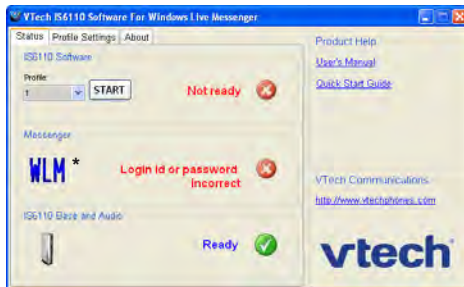 VTech IS6110 Software For Windows Live Messenger
Status Profile Settings About
IS6110 Software
Profile
1 START
Not ready
Messenger
WLM *
Login id or password
incorrect
IS6110 Base and Audio
Ready
Product Help
User's Manual
Quick Start Guide
VTech Communications
http://www.vtechphones.com
vtech